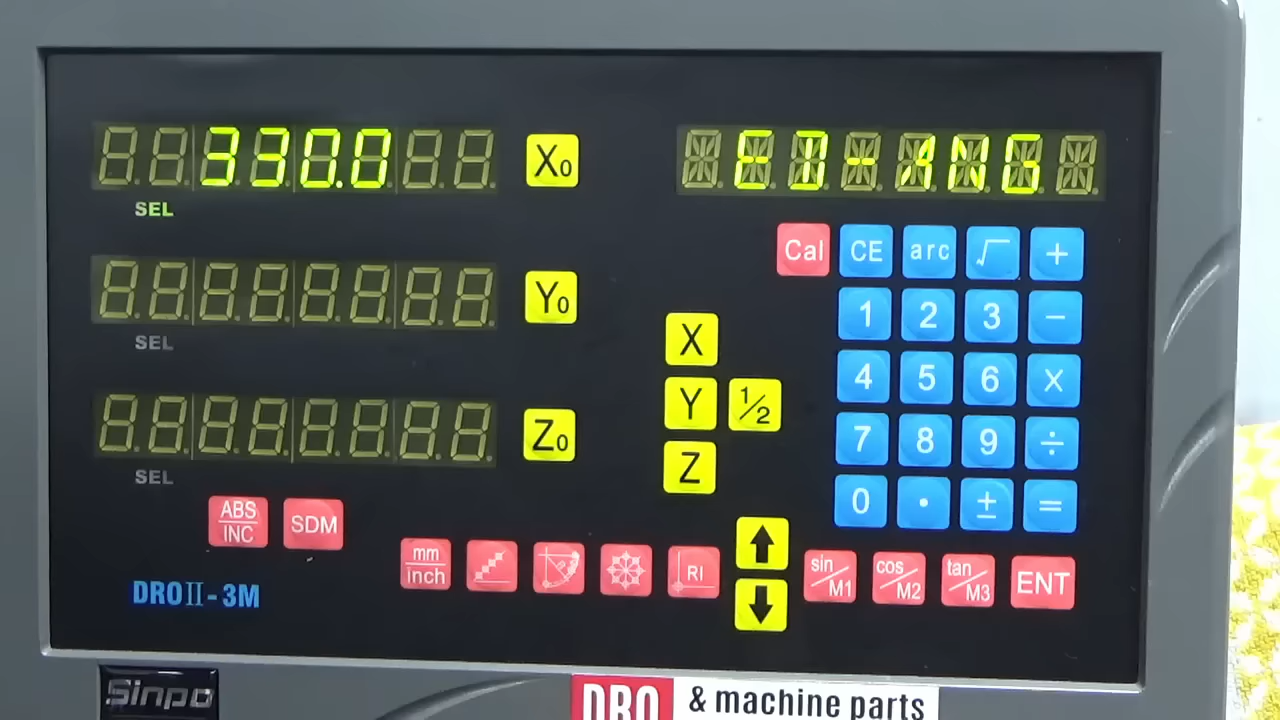 330.0
X0
ED-ANG
SEL
Cal CE arc √ +
Y0
1 2 3 −
SEL
X
4 5 6 X
Y 1/2
Z0
7 8 9 ÷
Z
SEL
0 . ± =
ABS
INC
SDM
mm
inch
RI
sin
M1
cos
M2
tan
M3
ENT
DROII-3M
Sinpo
DRO & machine parts